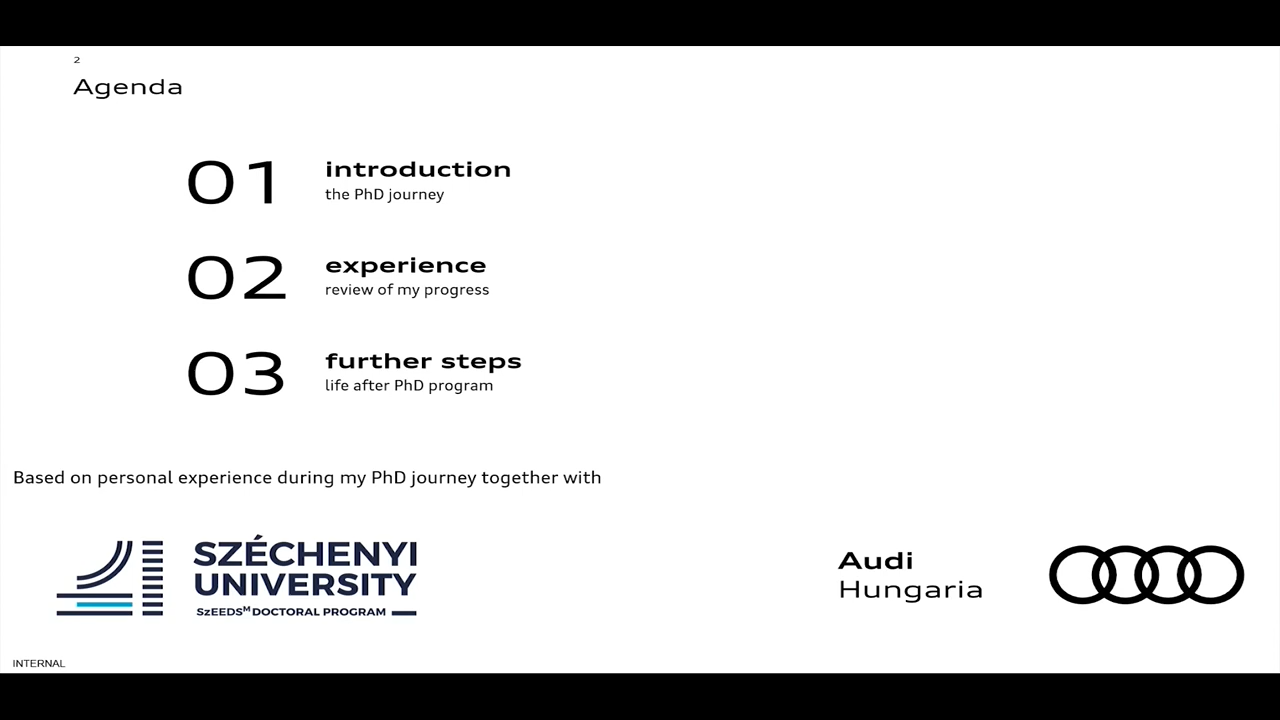 2
Agenda
01
introduction
the PhD journey
02
experience
review of my progress
03
further steps
life after PhD program
Based on personal experience during my PhD journey together with
SZÉCHENYI
UNIVERSITY
SzEEDSᴹ DOCTORAL PROGRAM
Audi
Hungaria
INTERNAL